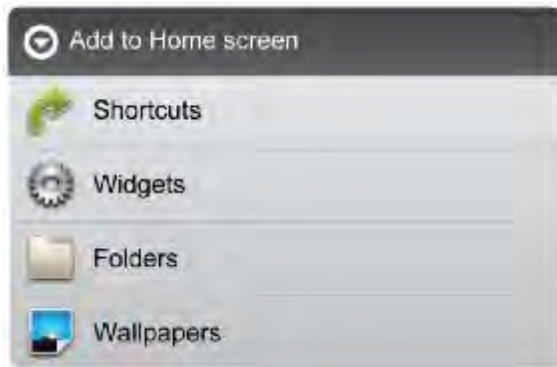 Add to Home screen
Shortcuts
Widgets
Folders
Wallpapers